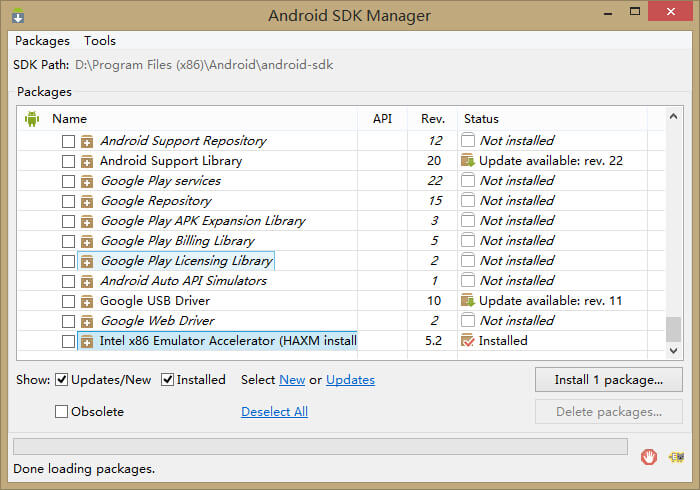 Android SDK Manager
Packages Tools
SDK Path: D:\Program Files (x86)\Android\android-sdk
Packages
Name API Rev. Status
Android Support Repository 12 Not installed
Android Support Library 20 Update available: rev. 22
Google Play services 22 Not installed
Google Repository 15 Not installed
Google Play APK Expansion Library 3 Not installed
Google Play Billing Library 5 Not installed
Google Play Licensing Library 2 Not installed
Android Auto API Simulators 1 Not installed
Google USB Driver 10 Update available: rev. 11
Google Web Driver 2 Not installed
Intel x86 Emulator Accelerator (HAXM install 5.2 Installed
Show: Updates/New Installed Select New or Updates Install 1 package...
Obsolete Deselect All Delete packages...
Done loading packages.